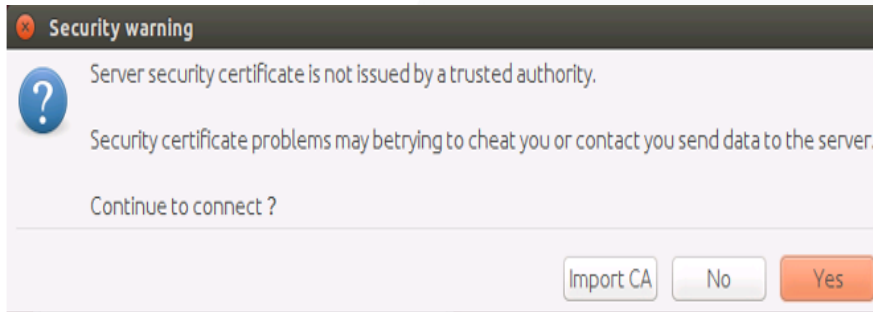 Security warning
Server security certificate is not issued by a trusted authority.
Security certificate problems may betrying to cheat you or contact you send data to the server.
Continue to connect ?
Import CA No Yes